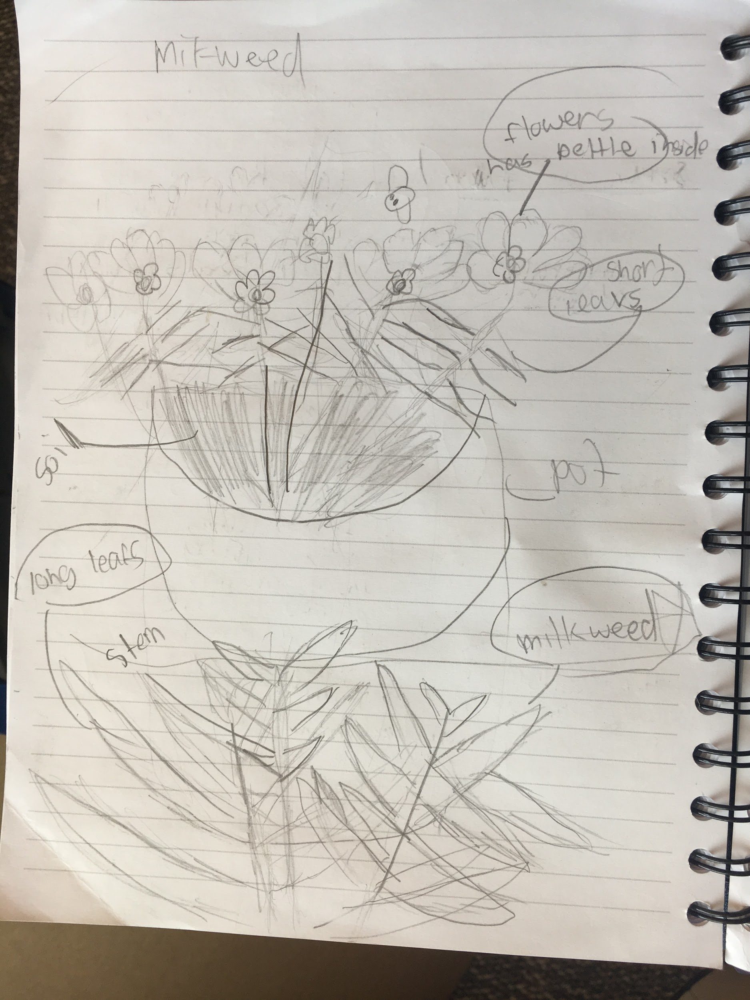 Milkweed
flowers
has pettle inside
short
leavs
soil
pot
long leafs
stem
milkweed